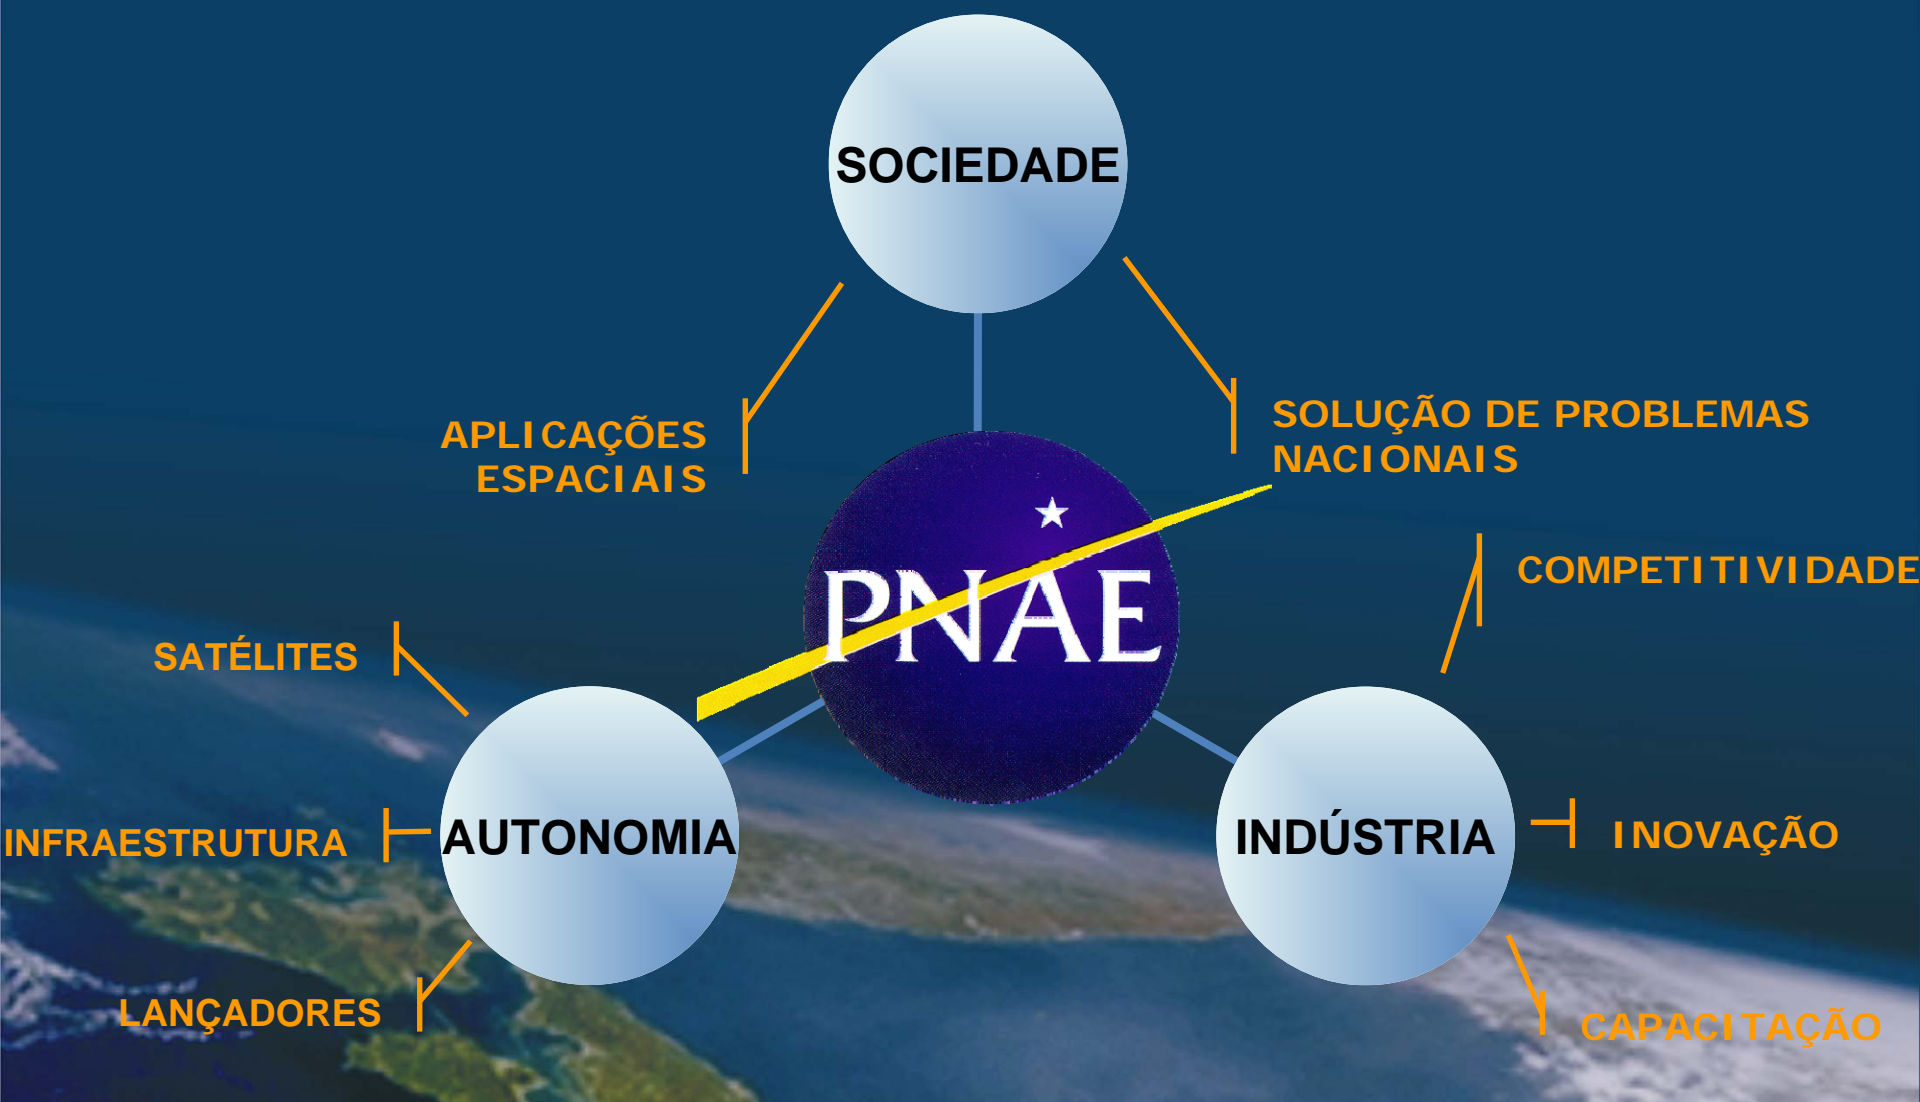 SOCIEDADE
APLICAÇÕES
ESPACIAIS
SOLUÇÃO DE PROBLEMAS
NACIONAIS
PNAE
COMPETITIVIDADE
SATÉLITES
INFRAESTRUTURA
AUTONOMIA
INDÚSTRIA
INOVAÇÃO
LANÇADORES
CAPACITAÇÃO